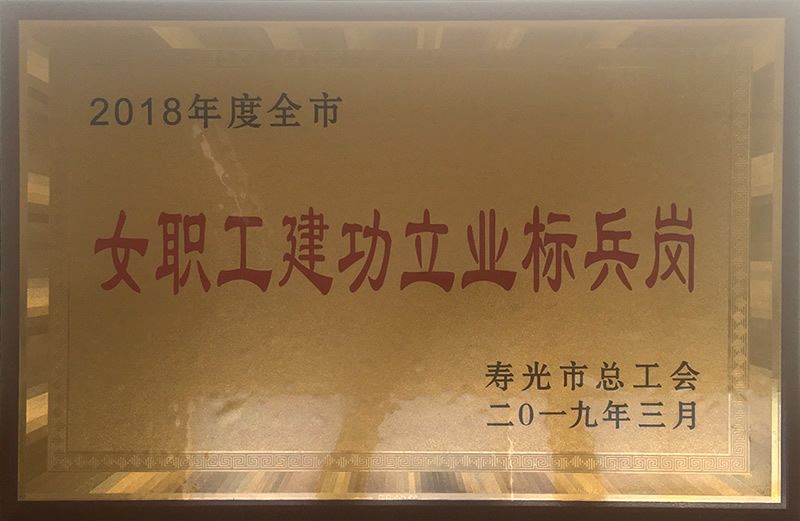 2018年度全市
女职工建功立业标兵岗
寿光市总工会
二0一九年三月